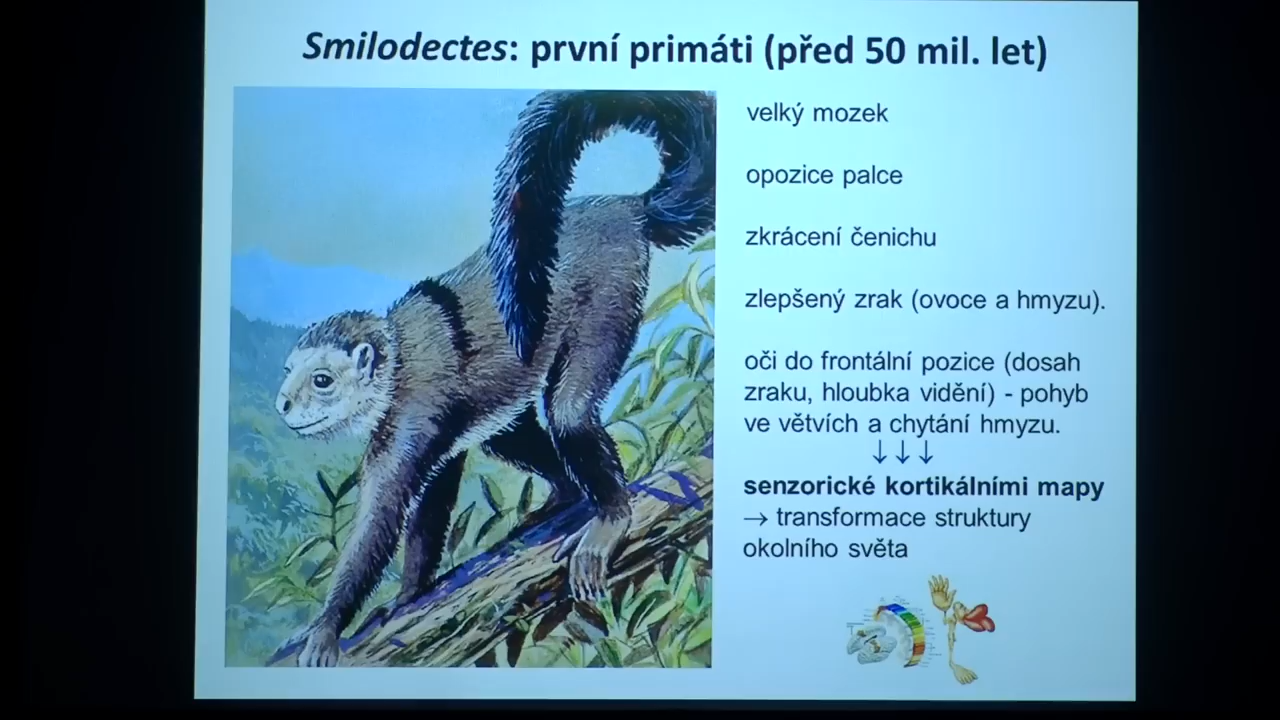 Smilodectes: první primáti (před 50 mil. let)
velký mozek
opozice palce
zkrácení čenichu
zlepšený zrak (ovoce a hmyzu).
oči do frontální pozice (dosah
zraku, hloubka vidění) - pohyb
ve větvích a chytání hmyzu.
↓↓↓
senzorické kortikálními mapy
→ transformace struktury
okolního světa